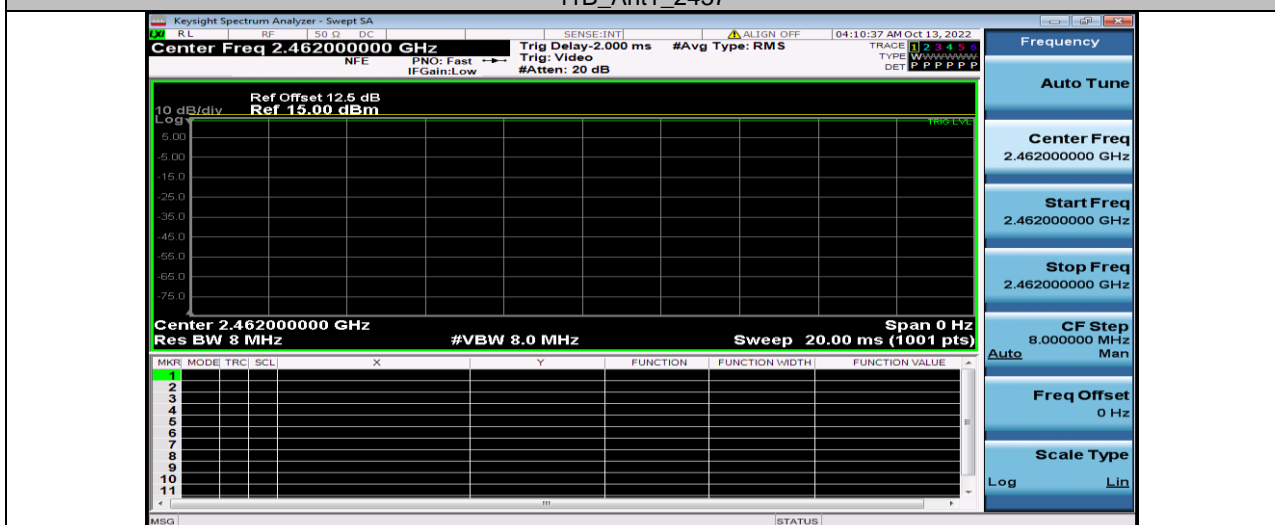 Keysight Spectrum Analyzer - Swept SA
LXI RL RF 50 Ω DC SENSE:INT ALIGN OFF 04:10:37 AM Oct 13, 2022
Center Freq 2.462000000 GHz
NFE PNO: Fast
IFGain:Low
Trig Delay-2.000 ms #Avg Type: RMS
Trig: Video
#Atten: 20 dB
TRACE 1 2 3 4 5 6
TYPE WWWWWW
DET P P P P P P
Ref Offset 12.5 dB
10 dB/div Ref 15.00 dBm
Log
TRIG LVL
5.00
-5.00
-15.0
-25.0
-35.0
-45.0
-55.0
-65.0
-75.0
Center 2.462000000 GHz Span 0 Hz
Res BW 8 MHz #VBW 8.0 MHz Sweep 20.00 ms (1001 pts)
MKR MODE TRC SCL X Y FUNCTION FUNCTION WIDTH FUNCTION VALUE
1
2
3
4
5
6
7
8
9
10
11
MSG STATUS
Frequency
Auto Tune
Center Freq
2.462000000 GHz
Start Freq
2.462000000 GHz
Stop Freq
2.462000000 GHz
CF Step
8.000000 MHz
Auto Man
Freq Offset
0 Hz
Scale Type
Log Lin